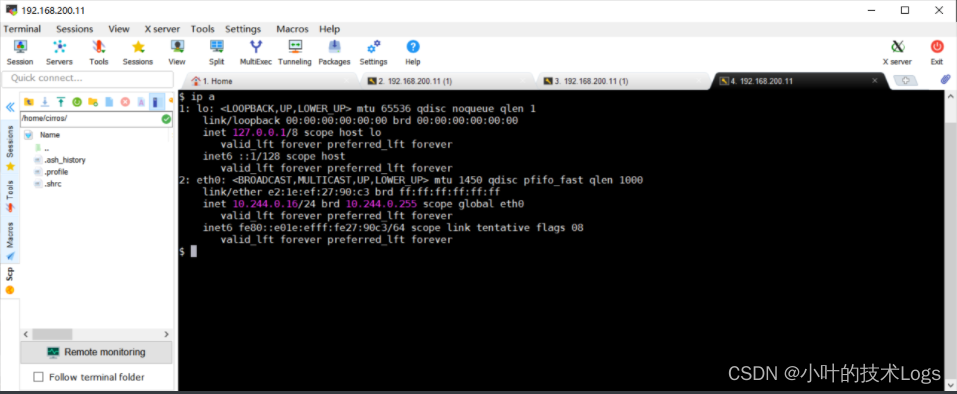 192.168.200.11
Terminal Sessions View X server Tools Settings Macros Help
Session Servers Tools Sessions View Split MultiExec Tunneling Packages Settings Help X server Exit
Quick connect... 1. Home 2. 192.168.200.11 (1) 3. 192.168.200.11 (1) 4. 192.168.200.11
/home/cirros/
Name
..
.ash_history
.profile
.shrc
Sessions
Tools
Macros
Scp
Remote monitoring
Follow terminal folder
$ ip a
1: lo: <LOOPBACK,UP,LOWER_UP> mtu 65536 qdisc noqueue qlen 1
link/loopback 00:00:00:00:00:00 brd 00:00:00:00:00:00
inet 127.0.0.1/8 scope host lo
valid_lft forever preferred_lft forever
inet6 ::1/128 scope host
valid_lft forever preferred_lft forever
2: eth0: <BROADCAST,MULTICAST,UP,LOWER_UP> mtu 1450 qdisc pfifo_fast qlen 1000
link/ether e2:1e:ef:27:90:c3 brd ff:ff:ff:ff:ff:ff
inet 10.244.0.16/24 brd 10.244.0.255 scope global eth0
valid_lft forever preferred_lft forever
inet6 fe80::e01e:efff:fe27:90c3/64 scope link tentative flags 08
valid_lft forever preferred_lft forever
$
CSDN @小叶的技术Logs